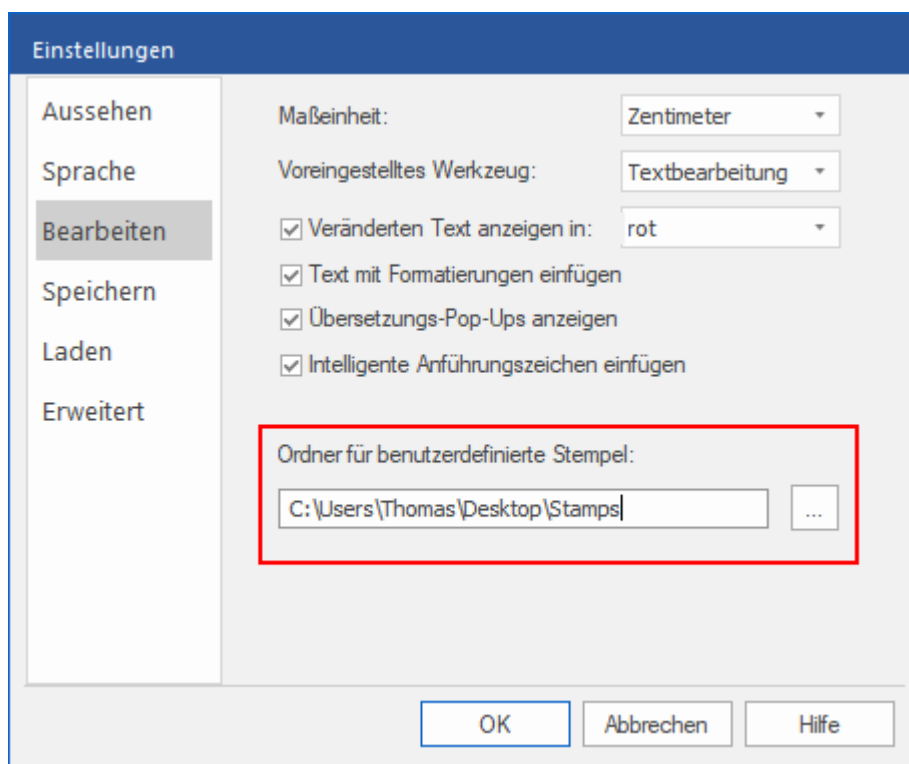 Einstellungen
Aussehen
Sprache
Bearbeiten
Speichern
Laden
Erweitert
Maßeinheit: Zentimeter
Voreingestelltes Werkzeug: Textbearbeitung
Veränderten Text anzeigen in: rot
Text mit Formatierungen einfügen
Übersetzungs-Pop-Ups anzeigen
Intelligente Anführungszeichen einfügen
Ordner für benutzerdefinierte Stempel:
C:\Users\Thomas\Desktop\Stamps ...
OK Abbrechen Hilfe